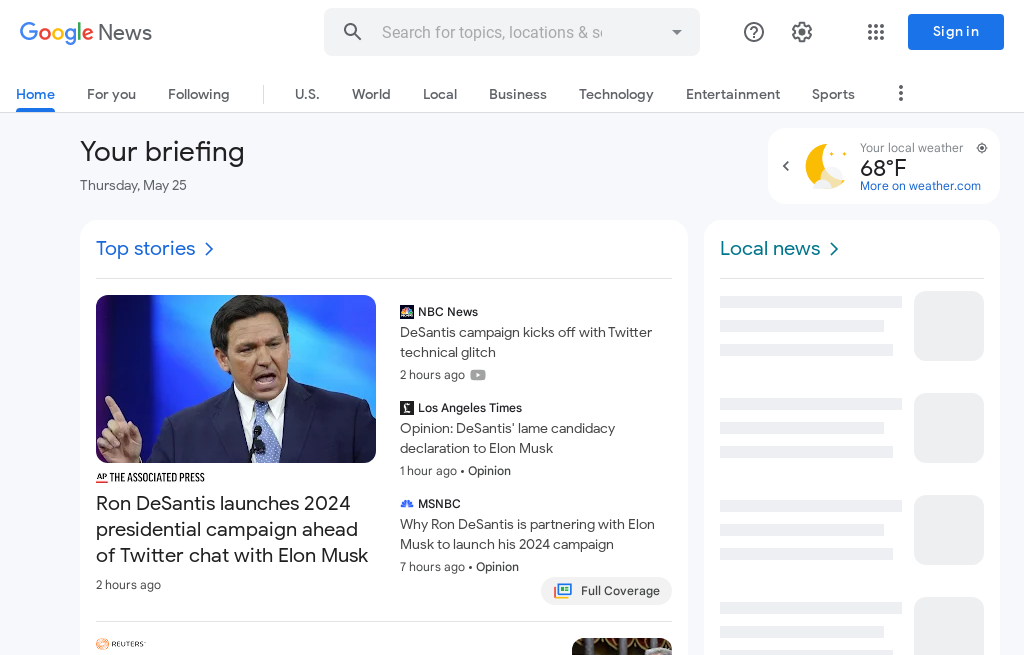 Google News
Search for topics, locations & s
Sign in
Home
For you
Following
U.S.
World
Local
Business
Technology
Entertainment
Sports
Your briefing
Thursday, May 25
Your local weather
68°F
More on weather.com
Top stories
AP THE ASSOCIATED PRESS
Ron DeSantis launches 2024
presidential campaign ahead
of Twitter chat with Elon Musk
2 hours ago
NBC News
DeSantis campaign kicks off with Twitter
technical glitch
2 hours ago
Los Angeles Times
Opinion: DeSantis' lame candidacy
declaration to Elon Musk
1 hour ago • Opinion
MSNBC
Why Ron DeSantis is partnering with Elon
Musk to launch his 2024 campaign
7 hours ago • Opinion
Full Coverage
REUTERS
Local news